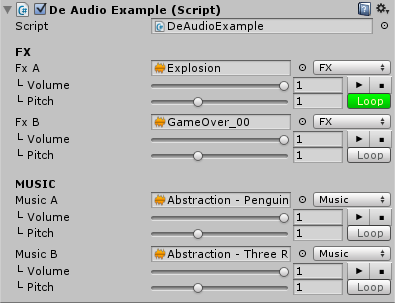 De Audio Example (Script)
Script DeAudioExample
FX
Fx A Explosion FX
Volume 1
Pitch 1 Loop
Fx B GameOver_00 FX
Volume 1
Pitch 1 Loop
MUSIC
Music A Abstraction - Penguin Music
Volume 1
Pitch 1 Loop
Music B Abstraction - Three R Music
Volume 1
Pitch 1 Loop